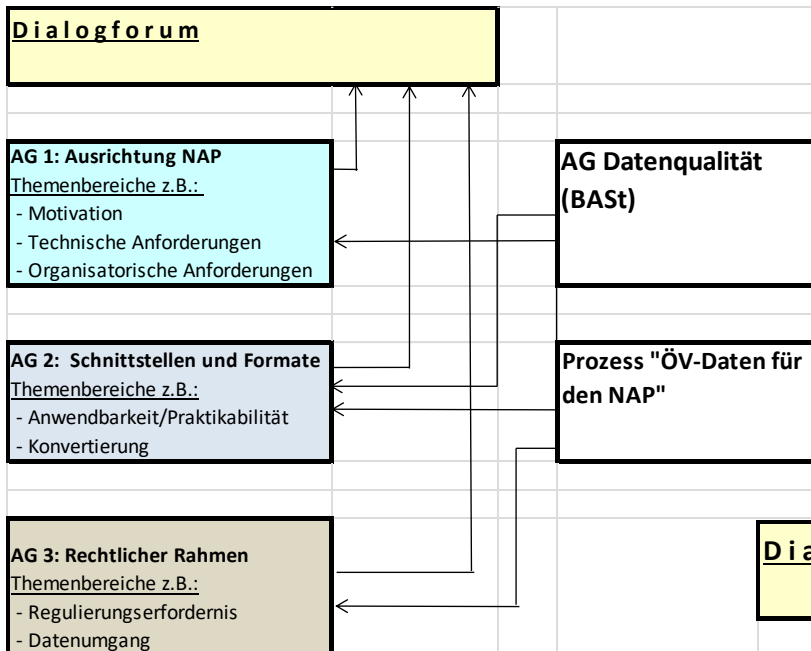 Dialogforum
AG 1: Ausrichtung NAP
Themenbereiche z.B.:
- Motivation
- Technische Anforderungen
- Organisatorische Anforderungen
AG Datenqualität
(BASt)
AG 2: Schnittstellen und Formate
Themenbereiche z.B.:
- Anwendbarkeit/Praktikabilität
- Konvertierung
Prozess "ÖV-Daten für
den NAP"
AG 3: Rechtlicher Rahmen
Themenbereiche z.B.:
- Regulierungserfordernis
- Datenumgang